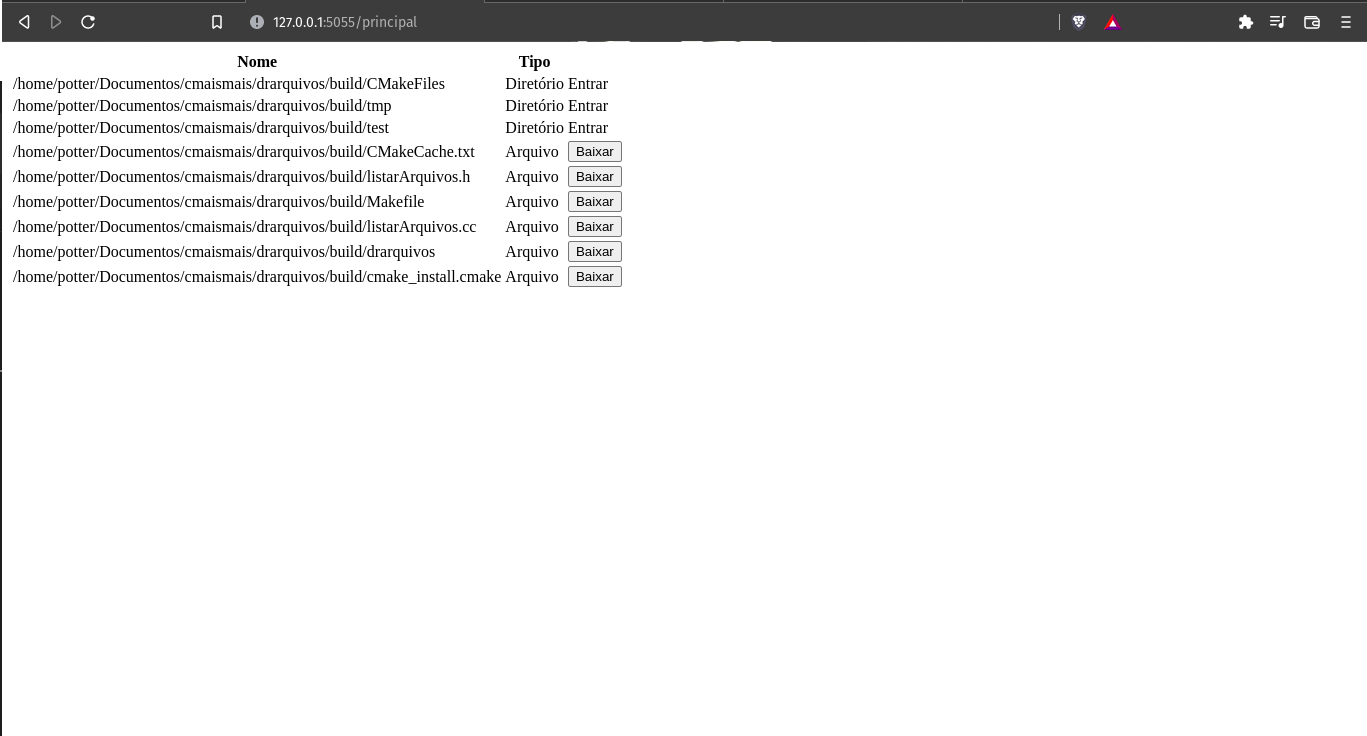 127.0.0.1:5055/principal
Nome Tipo
/home/potter/Documentos/cmaismais/drarquivos/build/CMakeFiles Diretório Entrar
/home/potter/Documentos/cmaismais/drarquivos/build/tmp Diretório Entrar
/home/potter/Documentos/cmaismais/drarquivos/build/test Diretório Entrar
/home/potter/Documentos/cmaismais/drarquivos/build/CMakeCache.txt Arquivo Baixar
/home/potter/Documentos/cmaismais/drarquivos/build/listarArquivos.h Arquivo Baixar
/home/potter/Documentos/cmaismais/drarquivos/build/Makefile Arquivo Baixar
/home/potter/Documentos/cmaismais/drarquivos/build/listarArquivos.cc Arquivo Baixar
/home/potter/Documentos/cmaismais/drarquivos/build/drarquivos Arquivo Baixar
/home/potter/Documentos/cmaismais/drarquivos/build/cmake_install.cmake Arquivo Baixar